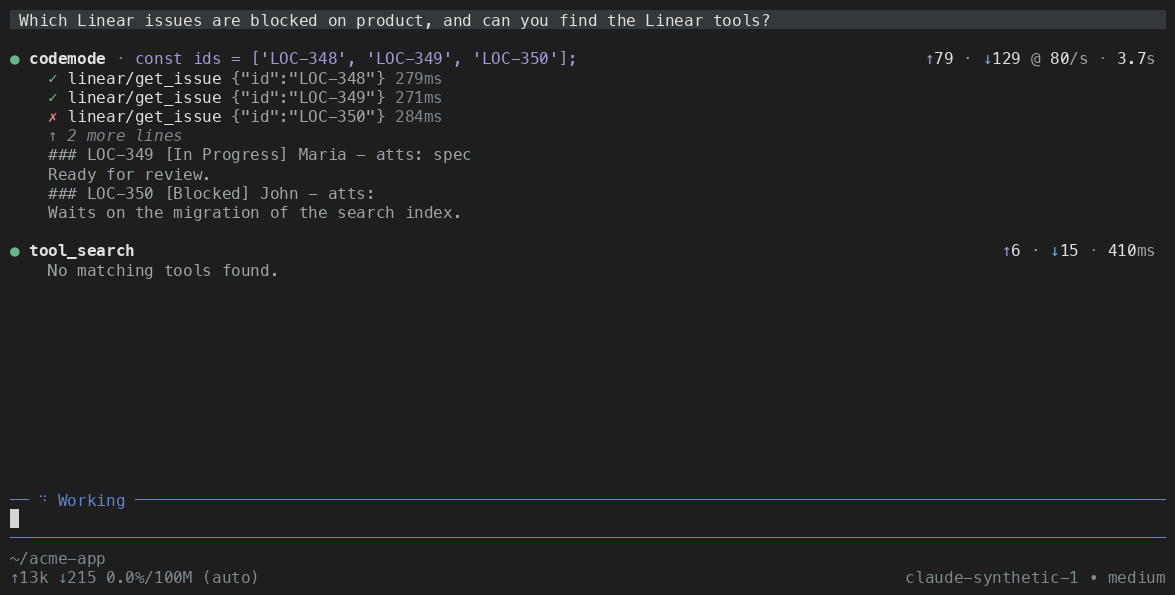 Which Linear issues are blocked on product, and can you find the Linear tools?
● codemode · const ids = ['LOC-348', 'LOC-349', 'LOC-350']; ↑79 · ↓129 @ 80/s · 3.7s
✓ linear/get_issue {"id":"LOC-348"} 279ms
✓ linear/get_issue {"id":"LOC-349"} 271ms
✗ linear/get_issue {"id":"LOC-350"} 284ms
↑ 2 more lines
### LOC-349 [In Progress] Maria - atts: spec
Ready for review.
### LOC-350 [Blocked] John - atts:
Waits on the migration of the search index.
● tool_search ↑6 · ↓15 · 410ms
No matching tools found.
Working
~/acme-app
↑13k ↓215 0.0%/100M (auto) claude-synthetic-1 • medium